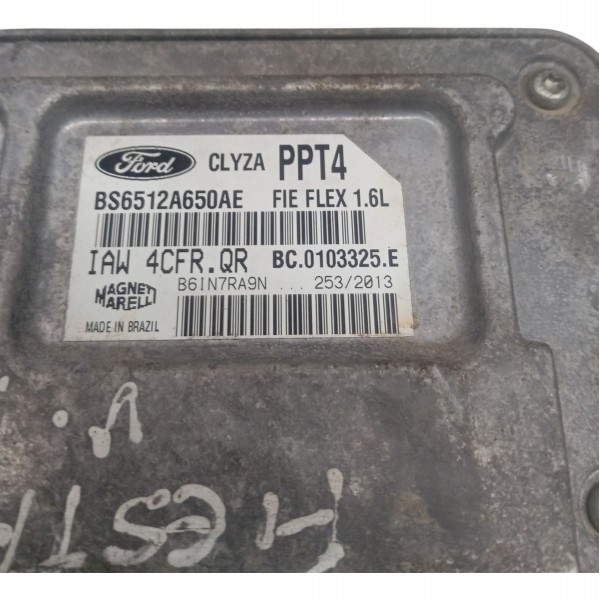 Ford CLYZA PPT4
BS6512A650AE FIE FLEX 1.6L
IAW 4CFR.QR BC.0103325.E
MAGNETI MARELLI B6IN7RA9N ... 253/2013
MADE IN BRAZIL